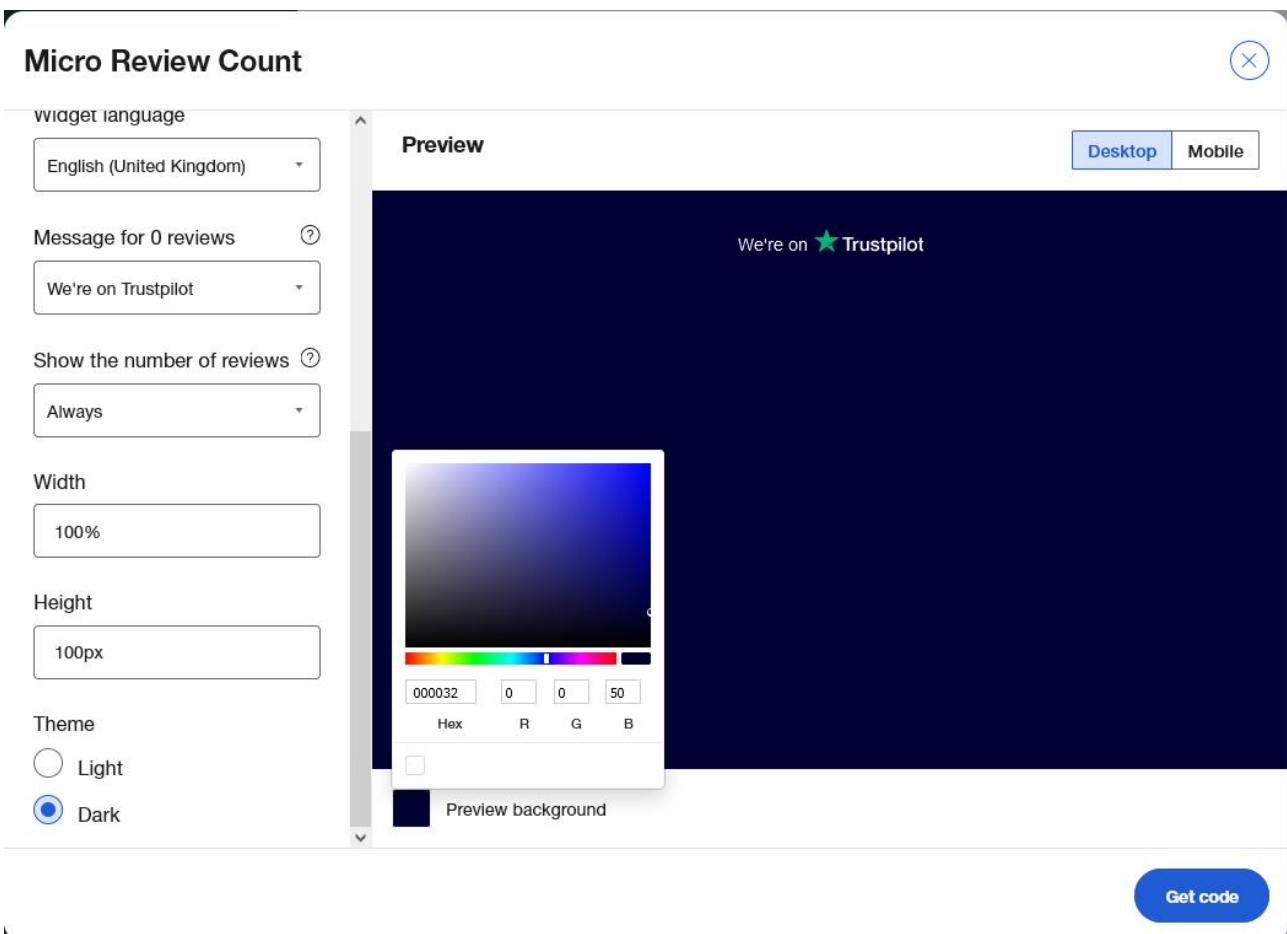 Micro Review Count
Widget language
English (United Kingdom)
Message for 0 reviews ?
We're on Trustpilot
Show the number of reviews ?
Always
Width
100%
Height
100px
Theme
Light
Dark
Preview
Desktop Mobile
We're on Trustpilot
000032 0 0 50
Hex R G B
Preview background
Get code